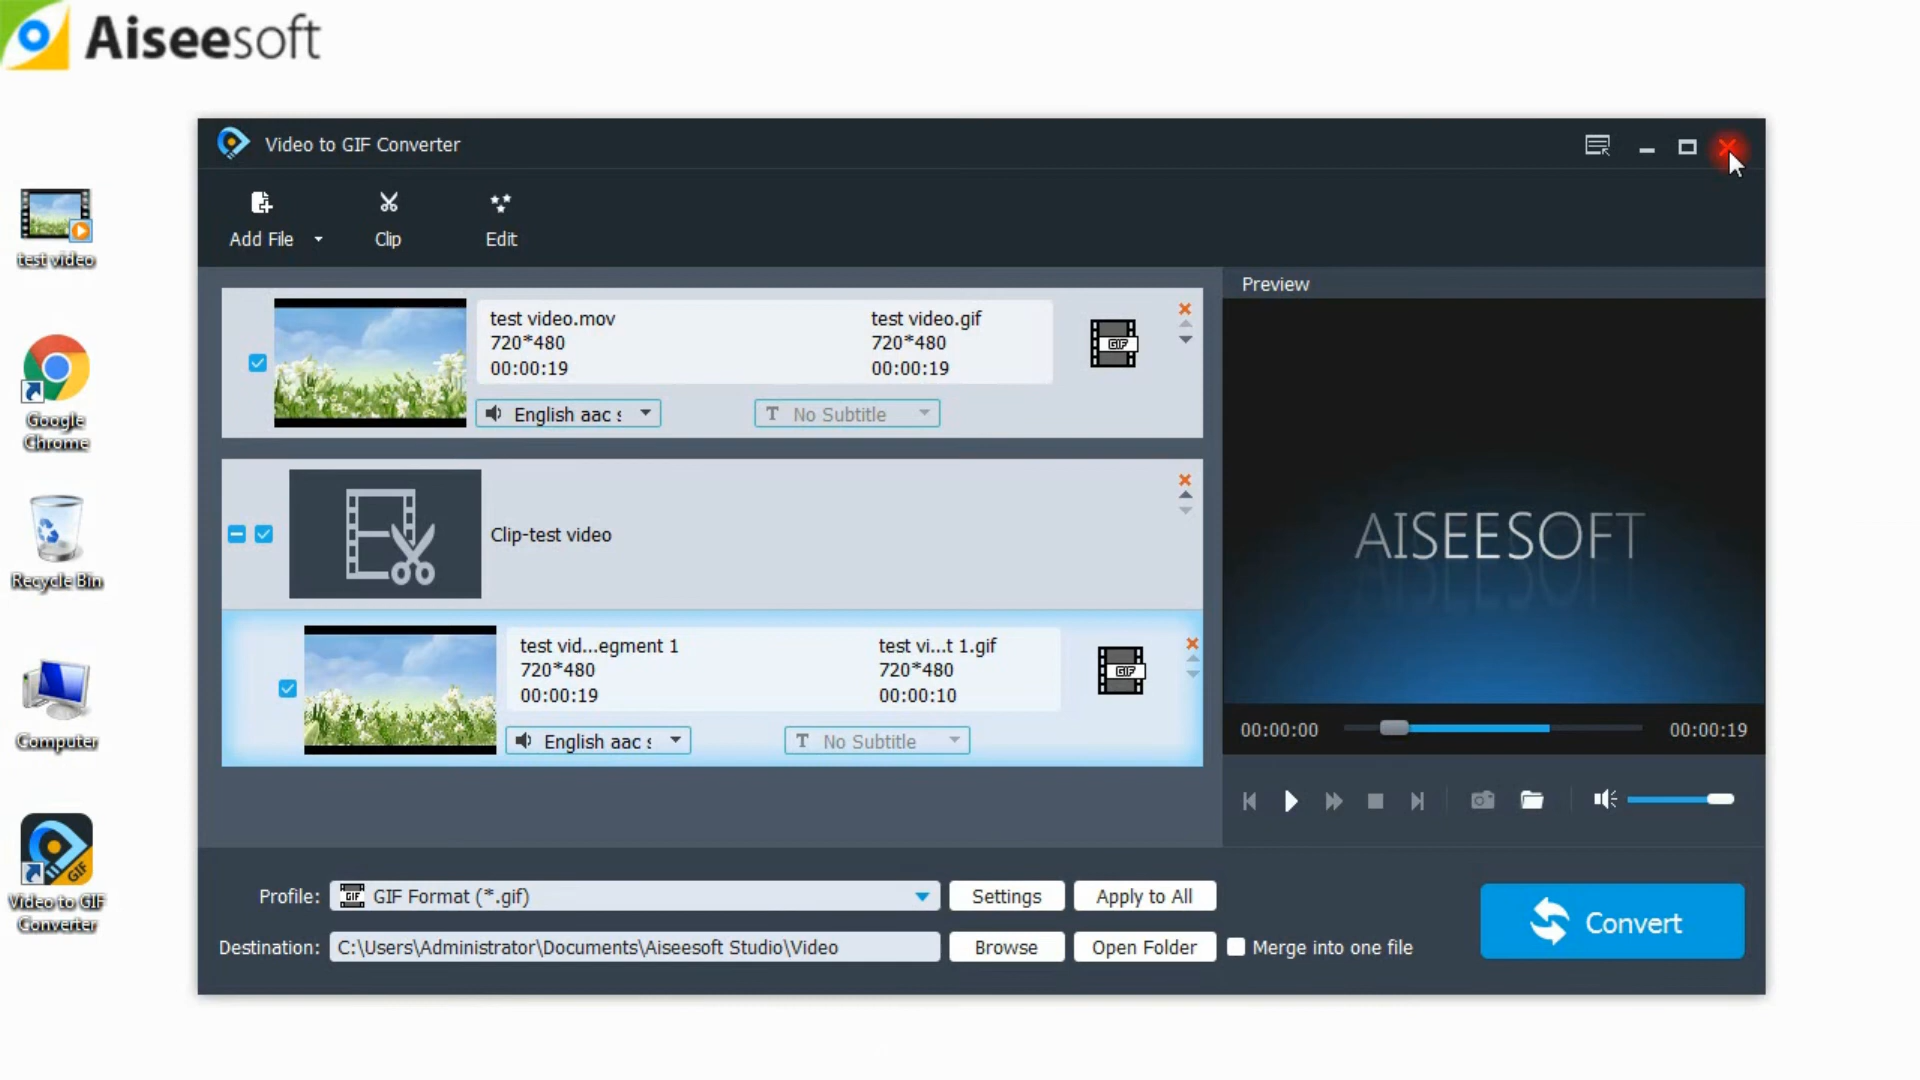 Aiseesoft
Video to GIF Converter
Add File
Clip
Edit
test video
Google
Chrome
Recycle Bin
Computer
GIF
Video to GIF
Converter
test video.mov
720*480
00:00:19
test video.gif
720*480
00:00:19
GIF
English aac s
T No Subtitle
Clip-test video
test vid...egment 1
720*480
00:00:19
test vi...t 1.gif
720*480
00:00:10
GIF
English aac s
T No Subtitle
Preview
AISEESOFT
00:00:00
00:00:19
Profile:
GIF
GIF Format (*.gif)
Settings
Apply to All
Destination:
C:\Users\Administrator\Documents\Aiseesoft Studio\Video
Browse
Open Folder
Merge into one file
Convert